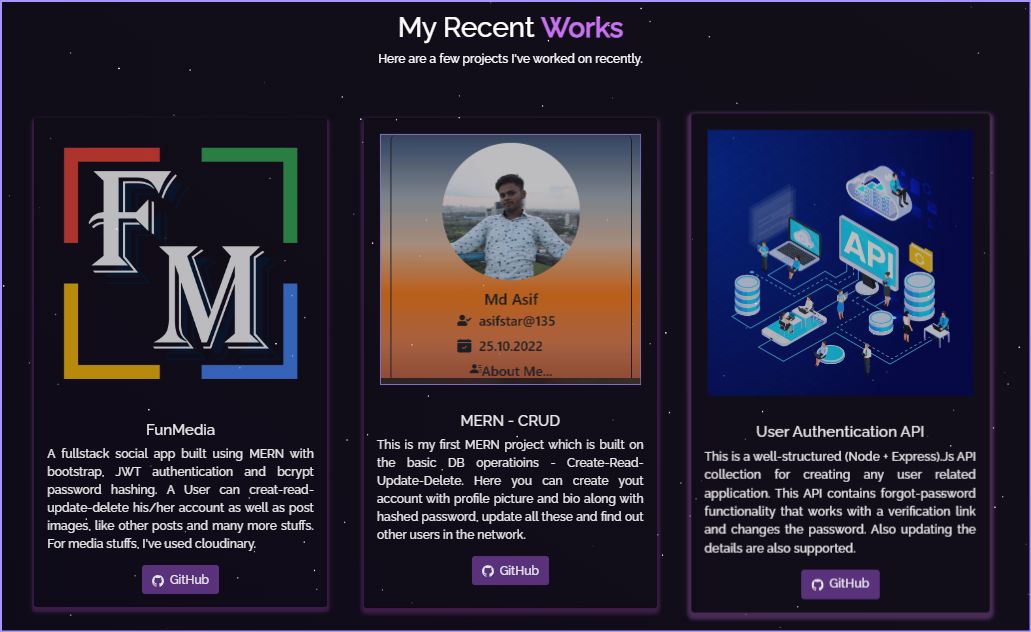 My Recent Works
Here are a few projects I've worked on recently.
F
M
FunMedia
A fullstack social app built using MERN with
bootstrap, JWT authentication and bcrypt
password hashing. A User can creat-read-
update-delete his/her account as well as post
images, like other posts and many more stuffs.
For media stuffs, I've used cloudinary.
GitHub
Md Asif
asifstar@135
25.10.2022
About Me...
MERN - CRUD
This is my first MERN project which is built on
the basic DB operatioins - Create-Read-
Update-Delete. Here you can create yout
account with profile picture and bio along with
hashed password, update all these and find out
other users in the network.
GitHub
API
User Authentication API
This is a well-structured (Node + Express).Js API
collection for creating any user related
application. This API contains forgot-password
functionality that works with a verification link
and changes the password. Also updating the
details are also supported.
GitHub